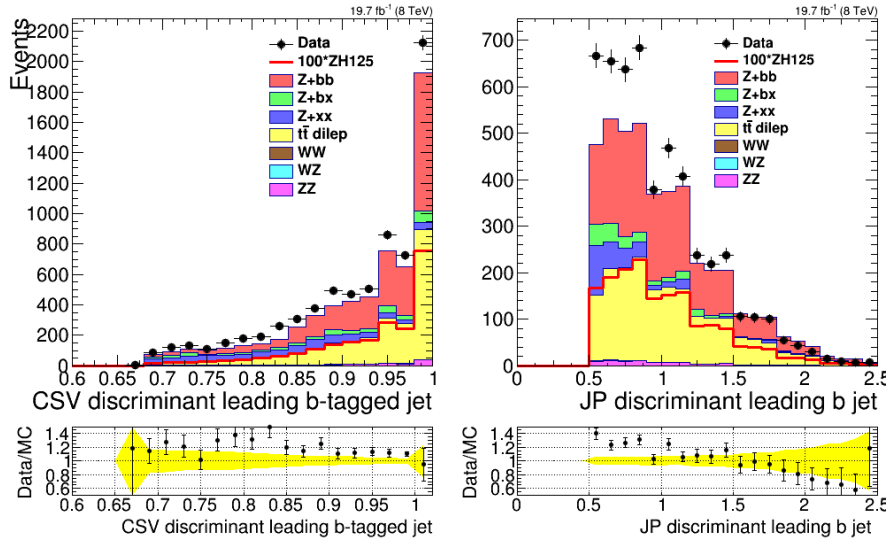 19.7 fb⁻¹ (8 TeV)
Events
2200
2000
1800
1600
1400
1200
1000
800
600
400
200
0
Data
100*ZH125
Z+bb
Z+bx
Z+xx
tt̄ dilep
WW
WZ
ZZ
0.6 0.65 0.7 0.75 0.8 0.85 0.9 0.95 1
CSV discriminant leading b-tagged jet
Data/MC
1.4
1.2
1
0.8
0.6
0.6 0.65 0.7 0.75 0.8 0.85 0.9 0.95 1
CSV discriminant leading b-tagged jet
19.7 fb⁻¹ (8 TeV)
700
600
500
400
300
200
100
0
Data
100*ZH125
Z+bb
Z+bx
Z+xx
tt̄ dilep
WW
WZ
ZZ
0 0.5 1 1.5 2 2.5
JP discriminant leading b jet
Data/MC
1.4
1.2
1
0.8
0.6
0 0.5 1 1.5 2 2.5
JP discriminant leading b jet